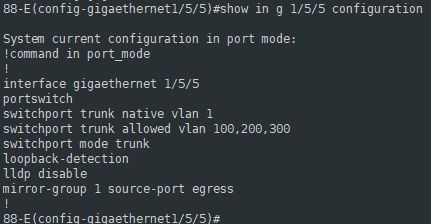 88-E(config-gigaethernet1/5/5)#show in g 1/5/5 configuration
System current configuration in port mode:
!command in port_mode
!
interface gigaethernet 1/5/5
portswitch
switchport trunk native vlan 1
switchport trunk allowed vlan 100,200,300
switchport mode trunk
loopback-detection
lldp disable
mirror-group 1 source-port egress
!
88-E(config-gigaethernet1/5/5)#